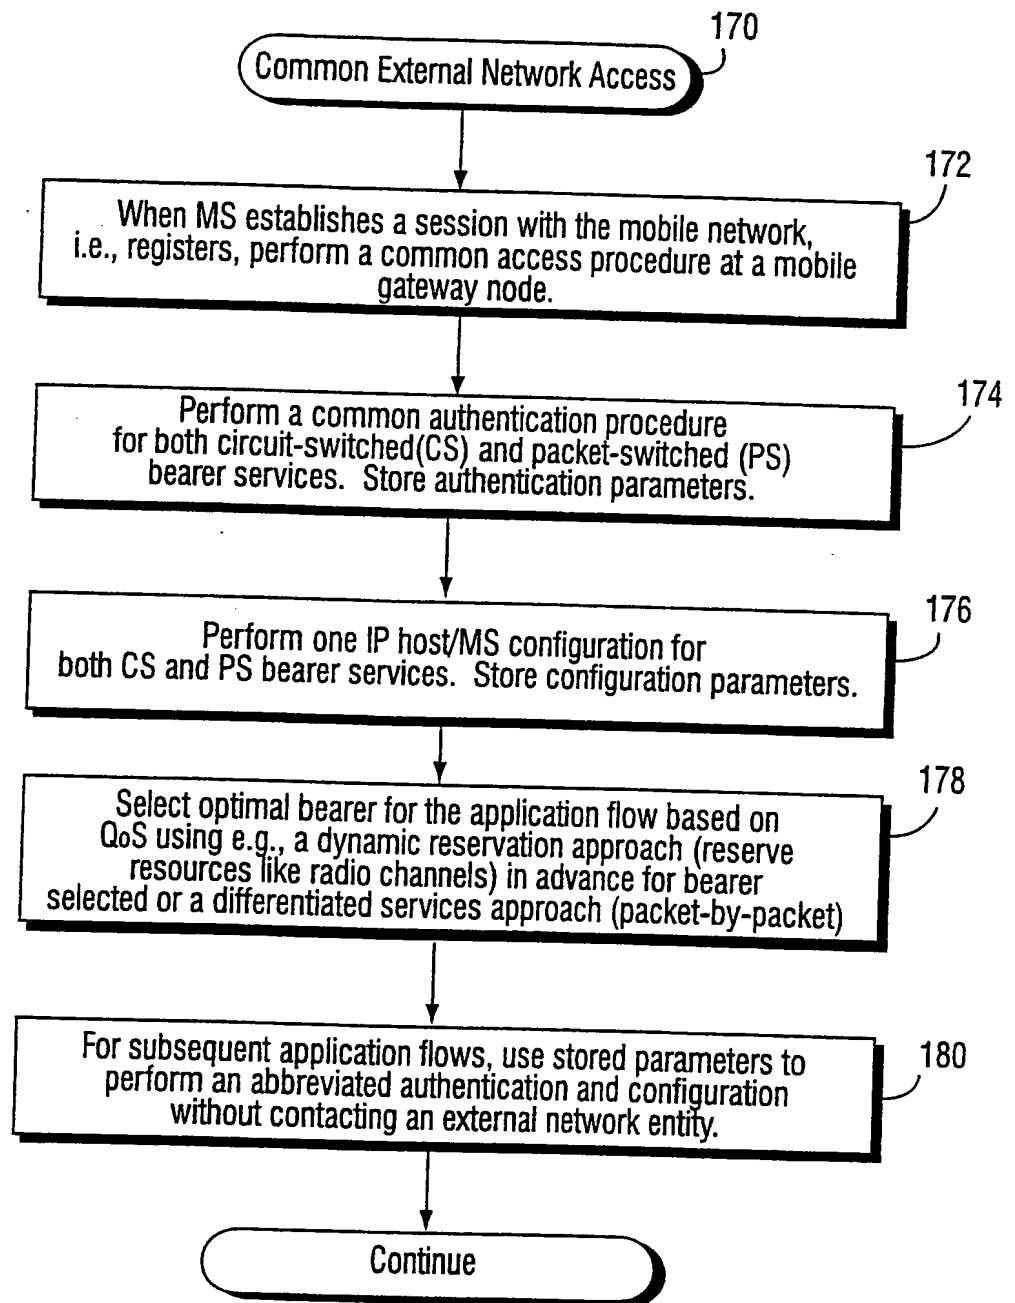 170
Common External Network Access
172
When MS establishes a session with the mobile network,
i.e., registers, perform a common access procedure at a mobile
gateway node.
174
Perform a common authentication procedure
for both circuit-switched(CS) and packet-switched (PS)
bearer services. Store authentication parameters.
176
Perform one IP host/MS configuration for
both CS and PS bearer services. Store configuration parameters.
178
Select optimal bearer for the application flow based on
QoS using e.g., a dynamic reservation approach (reserve
resources like radio channels) in advance for bearer
selected or a differentiated services approach (packet-by-packet)
180
For subsequent application flows, use stored parameters to
perform an abbreviated authentication and configuration
without contacting an external network entity.
Continue